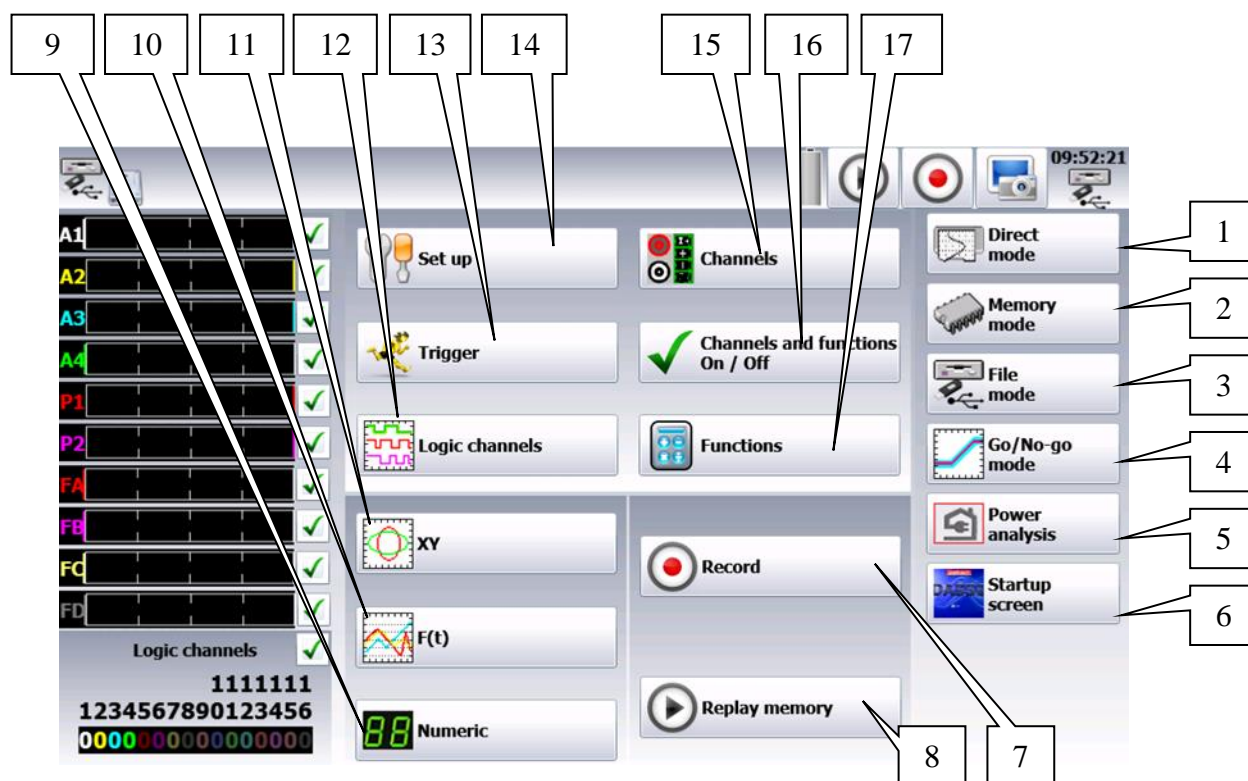 9 10 11 12 13 14 15 16 17
09:52:21
A1
A2
A3
A4
P1
P2
FA
FB
FC
FD
Logic channels
1111111
1234567890123456
0000000000000000
Set up
Channels
Trigger
Channels and functions
On / Off
Logic channels
Functions
XY
F(t)
88 Numeric
Record
Replay memory
Direct
mode
Memory
mode
File
mode
Go/No-go
mode
Power
analysis
Startup
screen
1
2
3
4
5
6
8 7